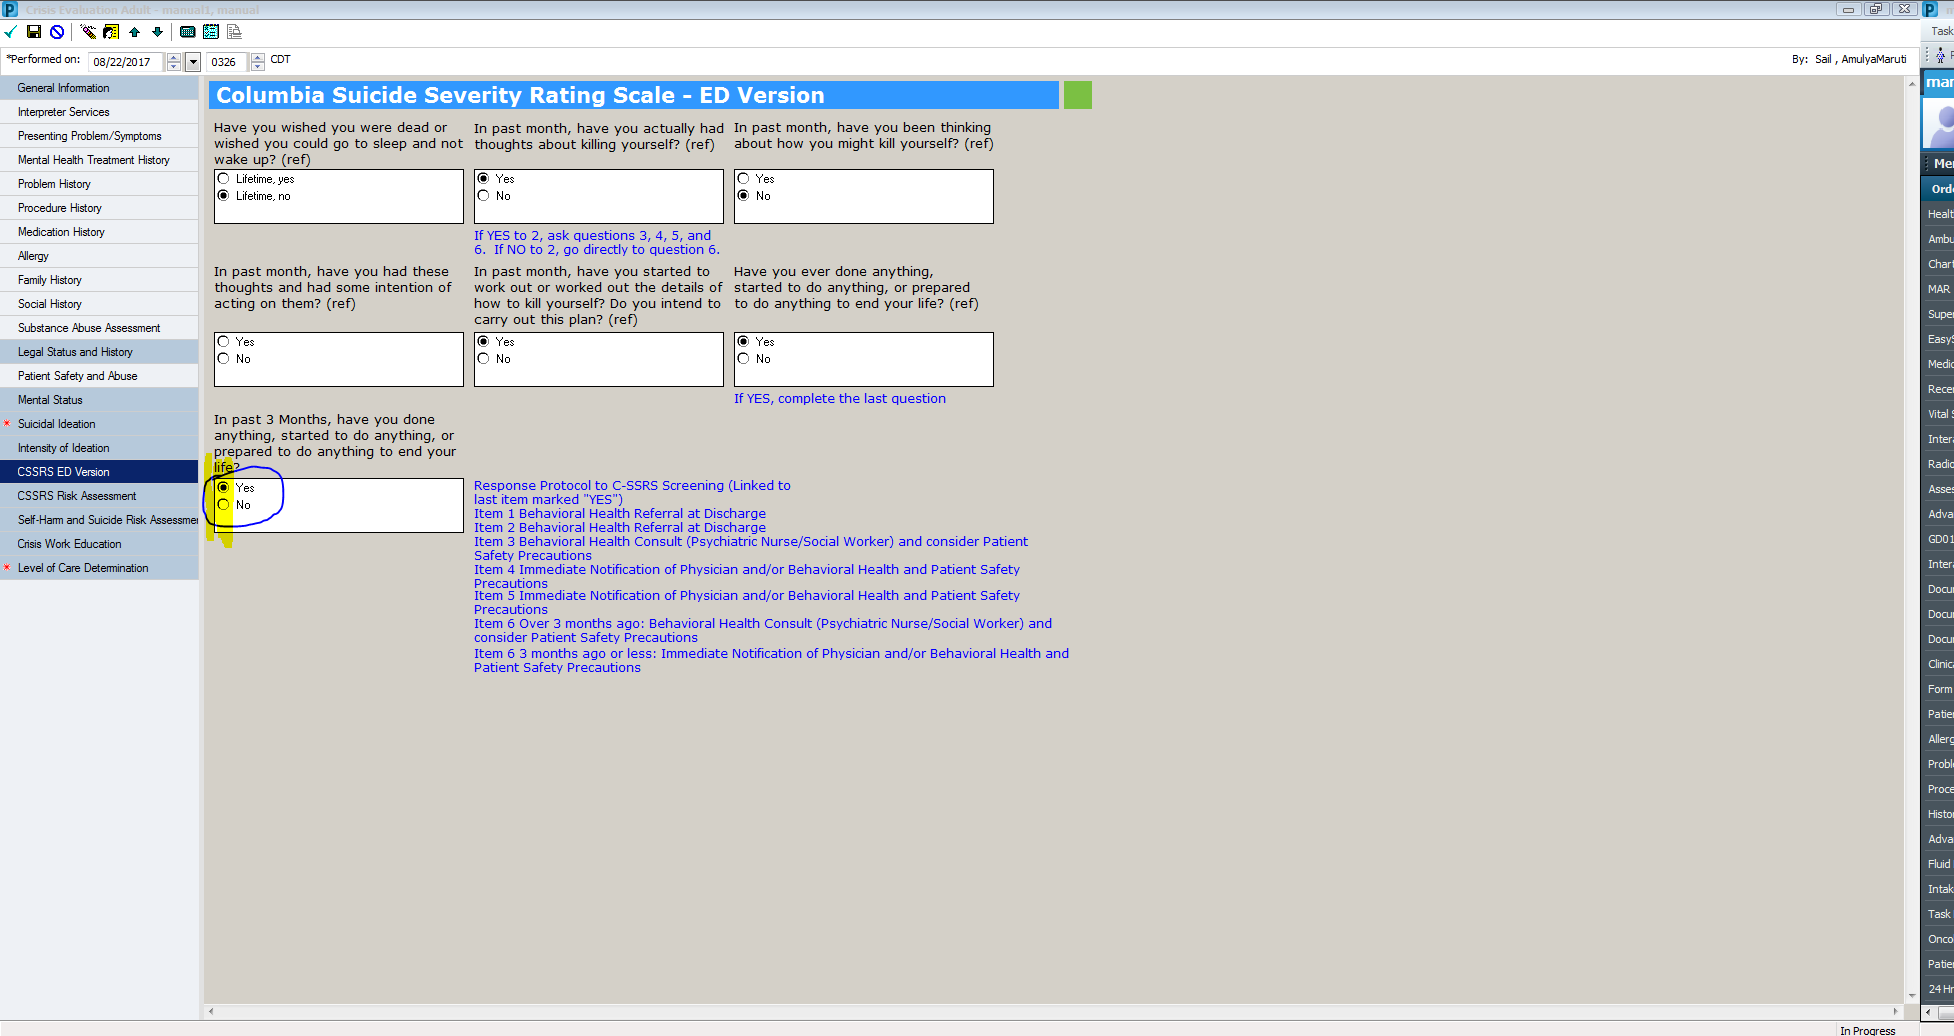 Crisis Evaluation Adult - manual1, manual
*Performed on: 08/22/2017 0326 CDT
By: Sail , AmulyaMaruti
General Information
Interpreter Services
Presenting Problem/Symptoms
Mental Health Treatment History
Problem History
Procedure History
Medication History
Allergy
Family History
Social History
Substance Abuse Assessment
Legal Status and History
Patient Safety and Abuse
Mental Status
* Suicidal Ideation
Intensity of Ideation
CSSRS ED Version
CSSRS Risk Assessment
Self-Harm and Suicide Risk Assessmen
Crisis Work Education
* Level of Care Determination
Columbia Suicide Severity Rating Scale - ED Version
Have you wished you were dead or
wished you could go to sleep and not
wake up? (ref)
Lifetime, yes
Lifetime, no
In past month, have you actually had
thoughts about killing yourself? (ref)
Yes
No
If YES to 2, ask questions 3, 4, 5, and
6. If NO to 2, go directly to question 6.
In past month, have you been thinking
about how you might kill yourself? (ref)
Yes
No
In past month, have you had these
thoughts and had some intention of
acting on them? (ref)
Yes
No
In past month, have you started to
work out or worked out the details of
how to kill yourself? Do you intend to
carry out this plan? (ref)
Yes
No
Have you ever done anything,
started to do anything, or prepared
to do anything to end your life? (ref)
Yes
No
If YES, complete the last question
In past 3 Months, have you done
anything, started to do anything, or
prepared to do anything to end your
life?
Yes
No
Response Protocol to C-SSRS Screening (Linked to
last item marked "YES")
Item 1 Behavioral Health Referral at Discharge
Item 2 Behavioral Health Referral at Discharge
Item 3 Behavioral Health Consult (Psychiatric Nurse/Social Worker) and consider Patient
Safety Precautions
Item 4 Immediate Notification of Physician and/or Behavioral Health and Patient Safety
Precautions
Item 5 Immediate Notification of Physician and/or Behavioral Health and Patient Safety
Precautions
Item 6 Over 3 months ago: Behavioral Health Consult (Psychiatric Nurse/Social Worker) and
consider Patient Safety Precautions
Item 6 3 months ago or less: Immediate Notification of Physician and/or Behavioral Health and
Patient Safety Precautions
In Progress
Task
mar
Me
Orde
Healt
Ambu
Chart
MAR
Super
EasyS
Medic
Recer
Vital S
Intera
Radio
Asses
Adva
GD01
Intera
Docu
Docu
Docu
Clinica
Form
Patier
Allerg
Probl
Proce
Histor
Adva
Fluid
Intak
Task
Onco
Patie
24 Hr